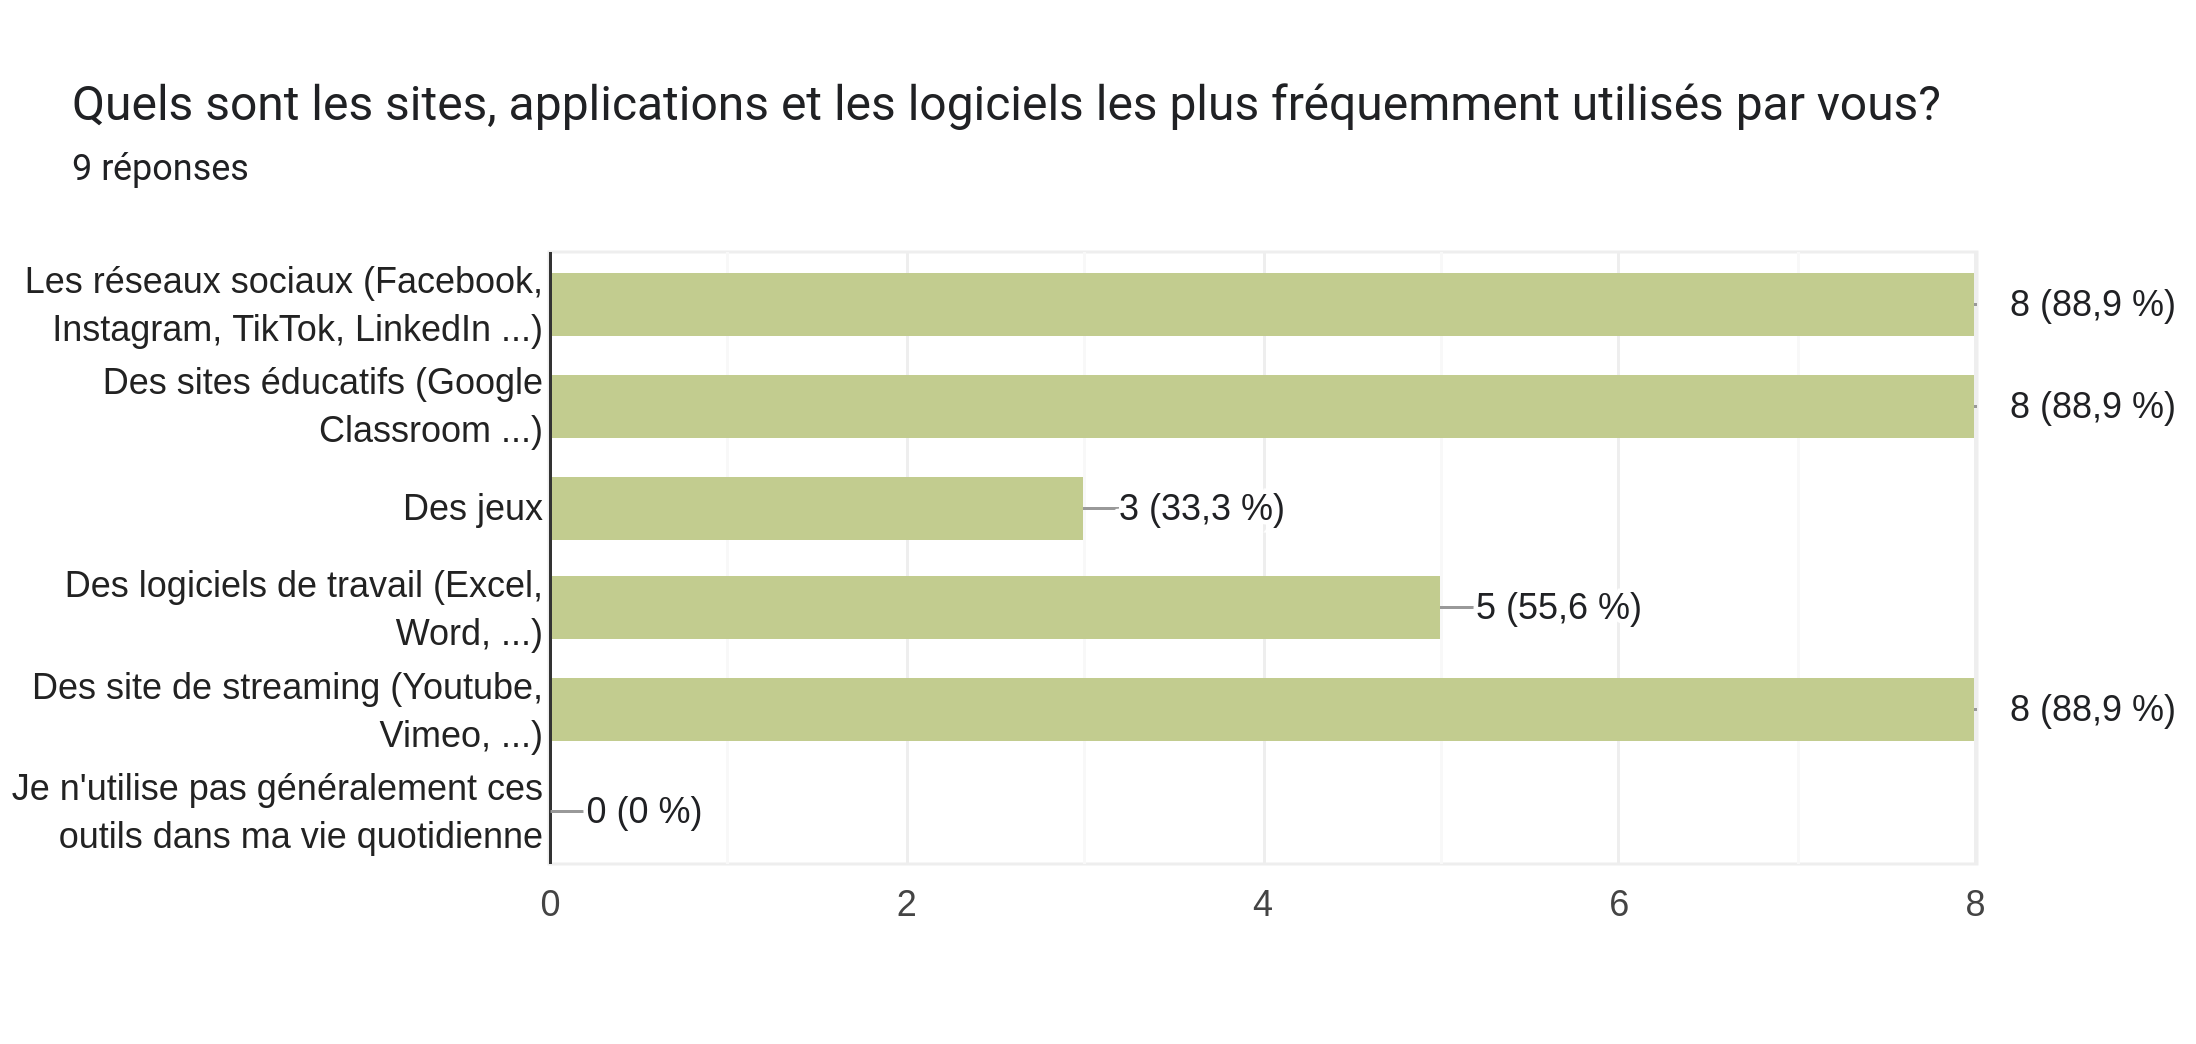 Quels sont les sites, applications et les logiciels les plus fréquemment utilisés par vous?
9 réponses
Les réseaux sociaux (Facebook,
Instagram, TikTok, LinkedIn ...)
8 (88,9 %)
Des sites éducatifs (Google
Classroom ...)
8 (88,9 %)
Des jeux
3 (33,3 %)
Des logiciels de travail (Excel,
Word, ...)
5 (55,6 %)
Des site de streaming (Youtube,
Vimeo, ...)
8 (88,9 %)
Je n'utilise pas généralement ces
outils dans ma vie quotidienne
0 (0 %)
0 2 4 6 8